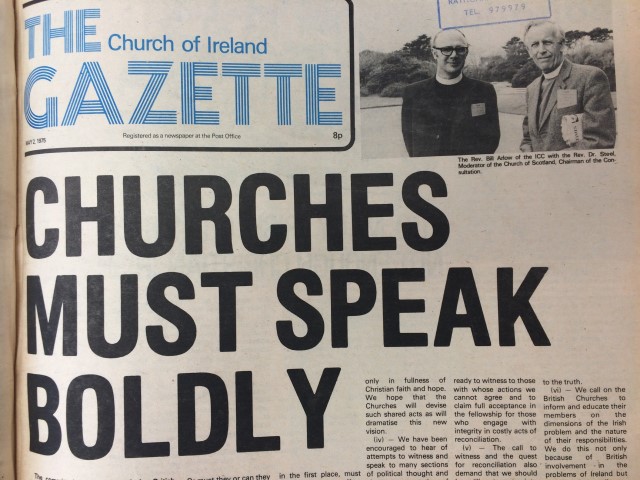 THE Church of Ireland
GAZETTE
MAY 2, 1975
Registered as a newspaper at the Post Office
8p
TEL. 979979
The Rev. Bill Arlow of the ICC with the Rev. Dr. Steel,
Moderator of the Church of Scotland, Chairman of the Con-
sultation.
CHURCHES
MUST SPEAK
BOLDLY
in the first place, must
only in fullness of
Christian faith and hope.
We hope that the
Churches will devise
such shared acts as will
dramatise this new
vision.
(iv) — We have been
encouraged to hear of
attempts to witness and
speak to many sections
of political thought and
ready to witness to those
with whose actions we
cannot agree and to
claim full acceptance in
the fellowship for those
who engage with
integrity in costly acts of
reconciliation.
(v) — The call to
witness and the quest
for reconciliation also
demand that we should
to the truth.
(vi) — We call on the
British Churches to
inform and educate their
members on the
dimensions of the Irish
problem and the nature
of their responsibilities.
We do this not only
because of British
involvement in the
problems of Ireland but